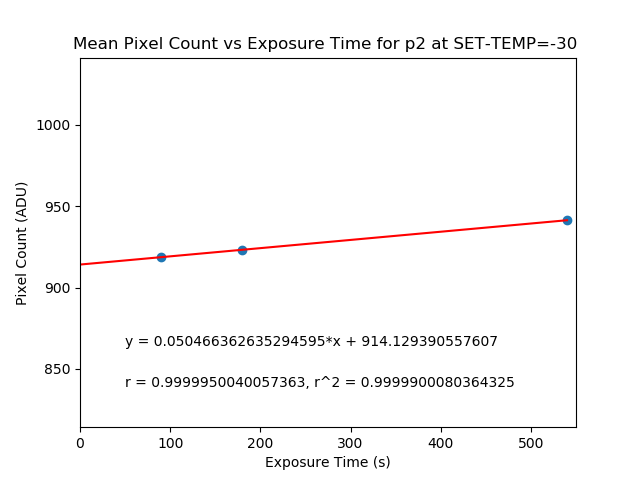 Mean Pixel Count vs Exposure Time for p2 at SET-TEMP=-30
1000
950
900
850
Pixel Count (ADU)
y = 0.050466362635294595*x + 914.129390557607
r = 0.9999950040057363, r^2 = 0.9999900080364325
0 100 200 300 400 500
Exposure Time (s)